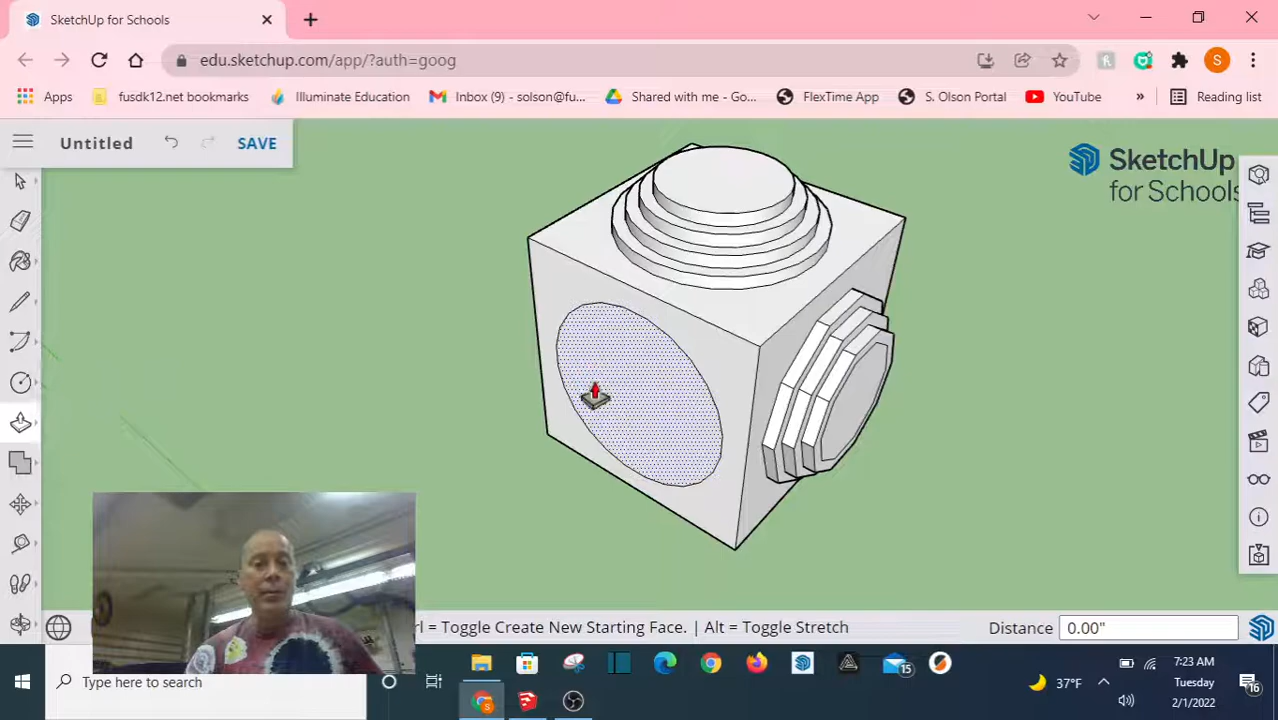 SketchUp for Schools
edu.sketchup.com/app/?auth=goog
S
Apps
fusdk12.net bookmarks
Illuminate Education
Inbox (9) - solson@fu...
Shared with me - Go...
FlexTime App
S. Olson Portal
YouTube
»
Reading list
Untitled
SAVE
SketchUp
for Schools
rl = Toggle Create New Starting Face. | Alt = Toggle Stretch
Distance
0.00"
Type here to search
15
37°F
7:23 AM
Tuesday
2/1/2022
16